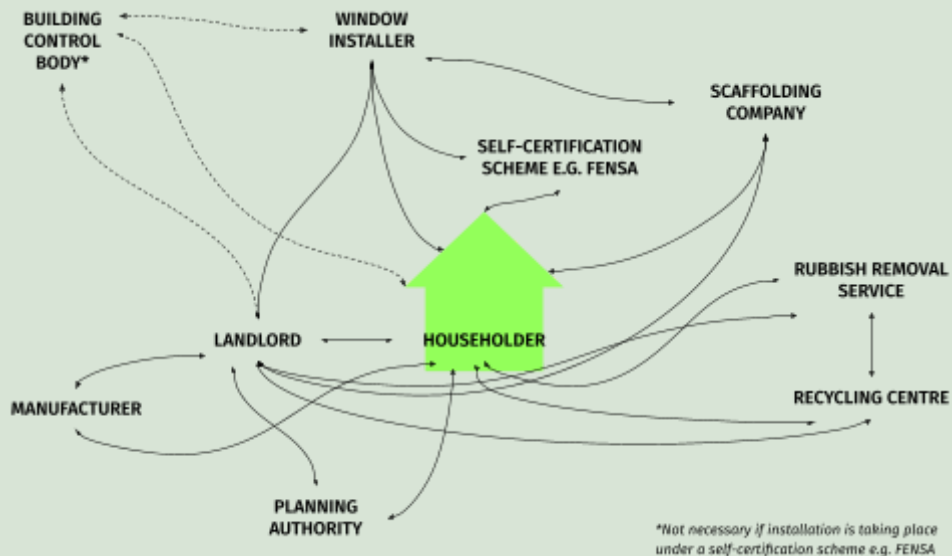 BUILDING
CONTROL
BODY*
WINDOW
INSTALLER
SCAFFOLDING
COMPANY
SELF-CERTIFICATION
SCHEME E.G. FENSA
RUBBISH REMOVAL
SERVICE
LANDLORD
HOUSEHOLDER
MANUFACTURER
RECYCLING CENTRE
PLANNING
AUTHORITY
*Not necessary if installation is taking place
under a self-certification scheme e.g. FENSA